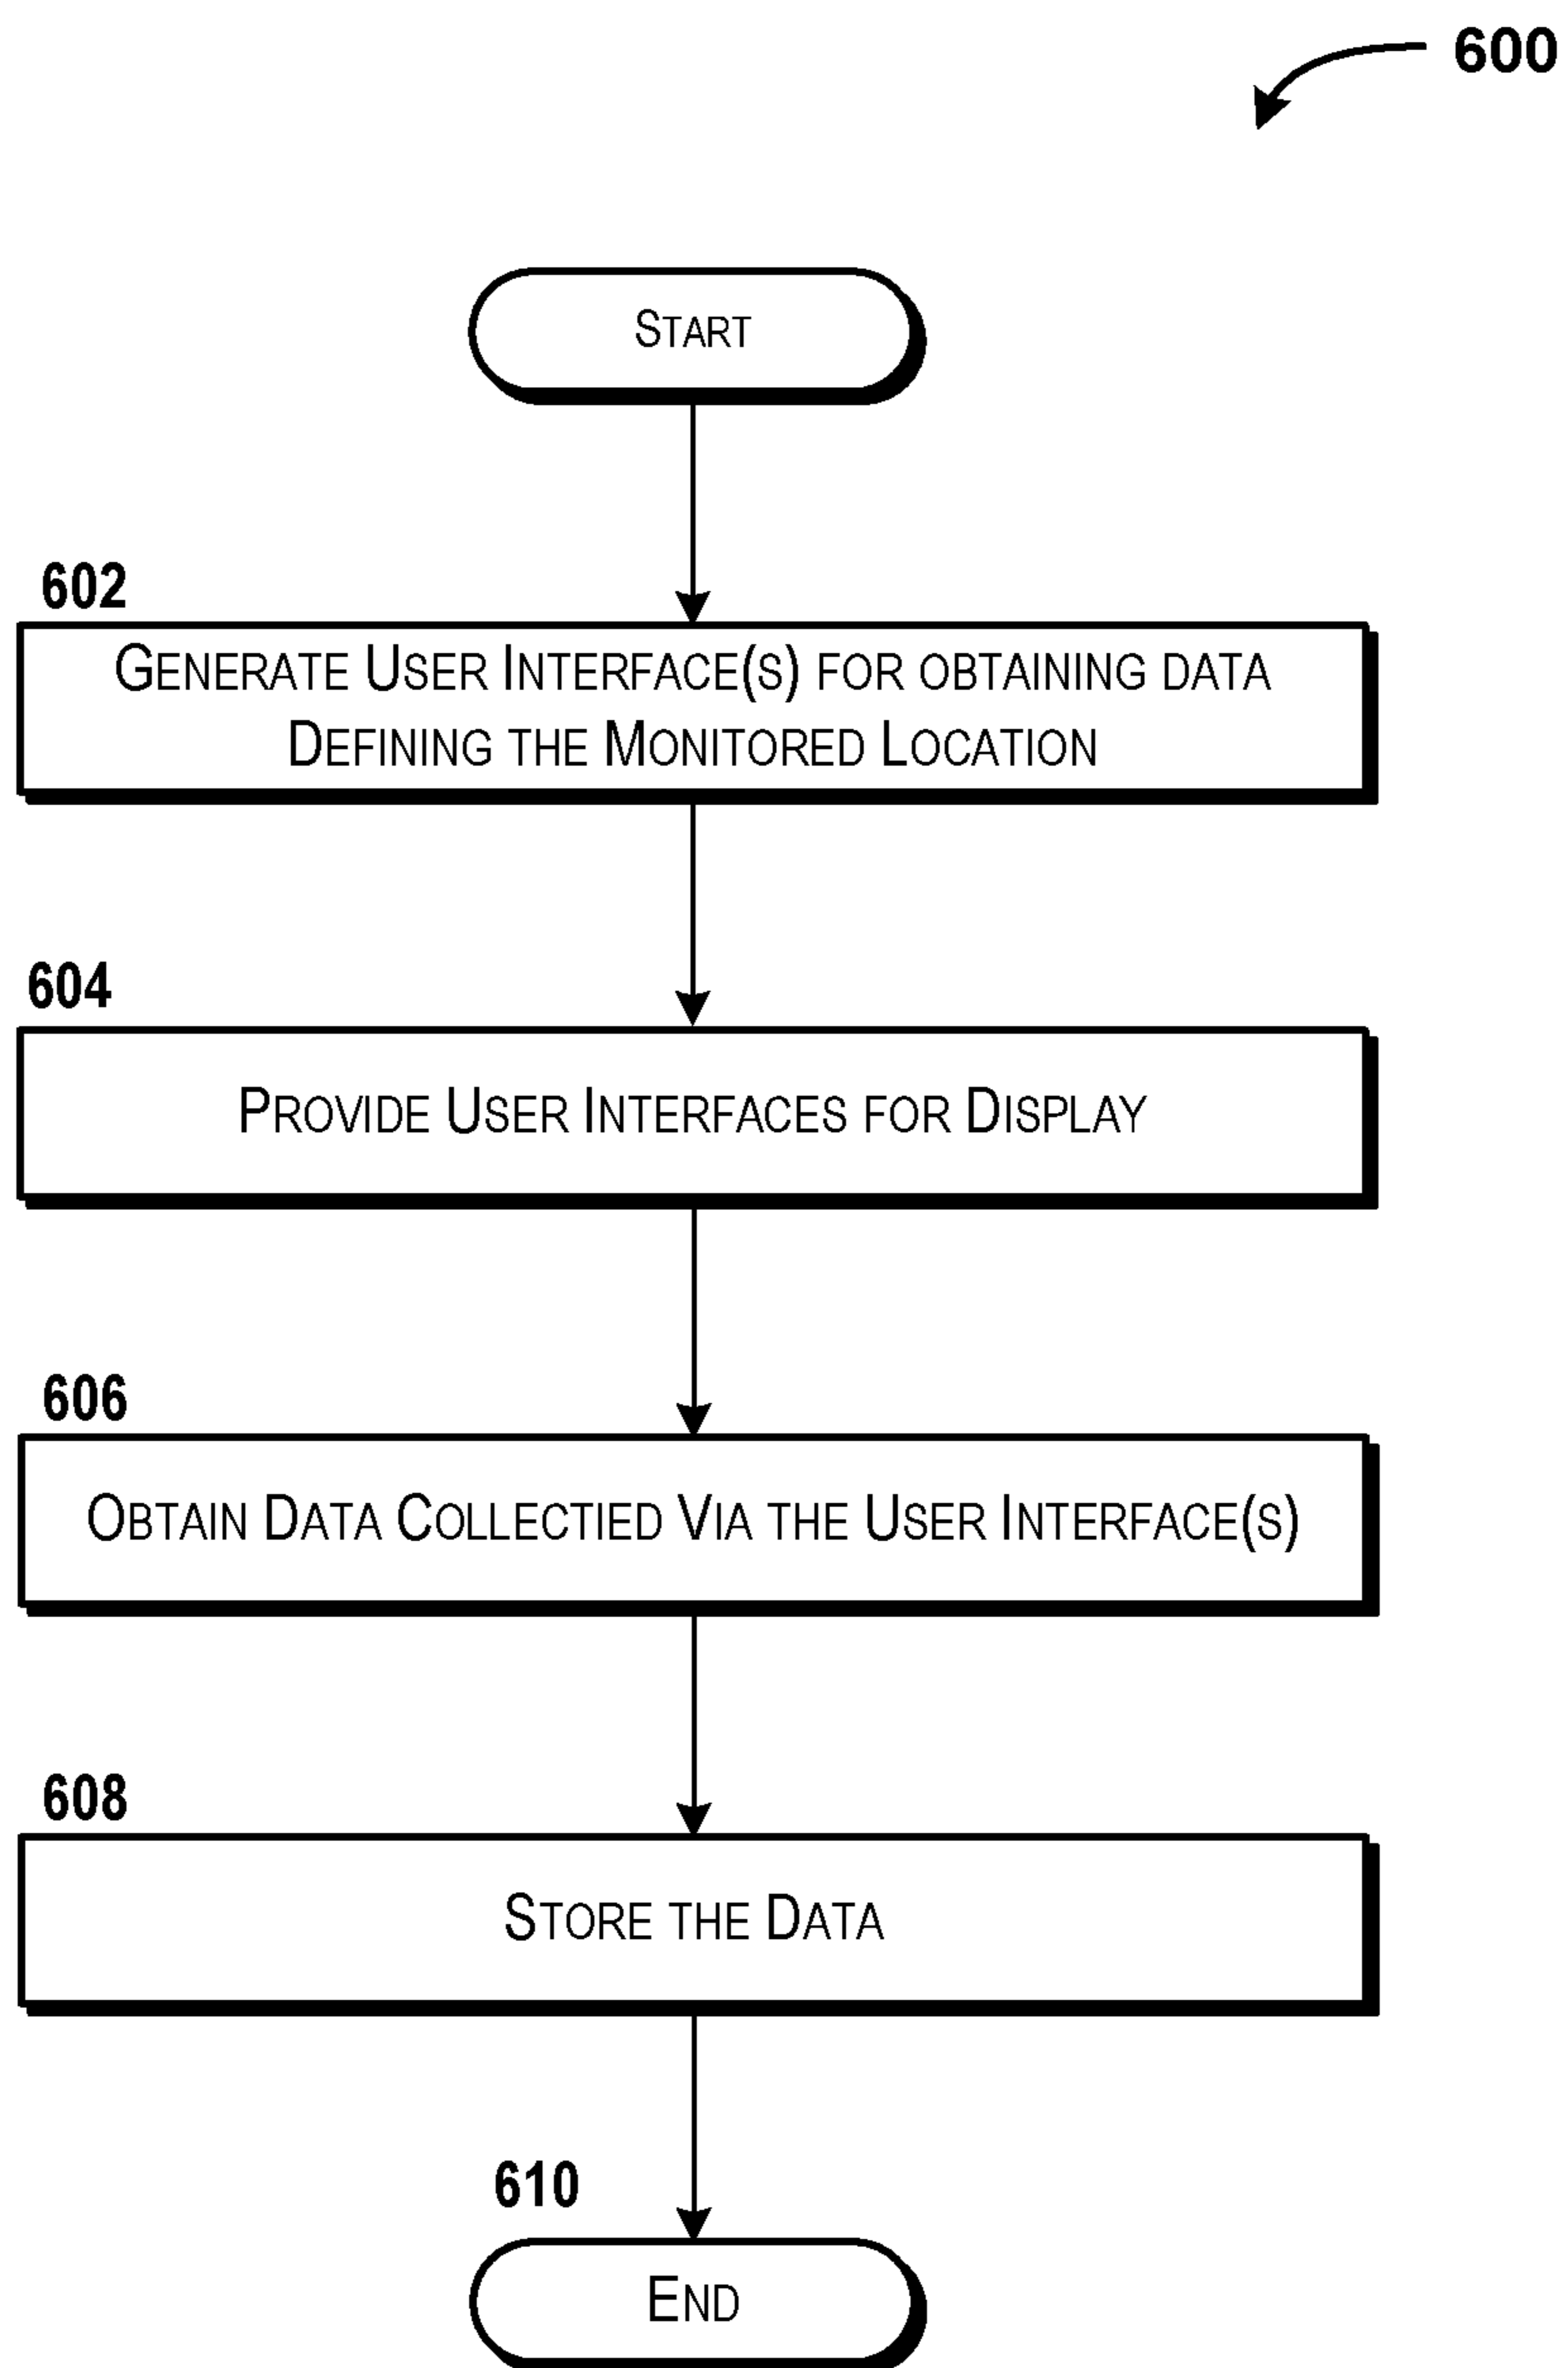 600
START
602
GENERATE USER INTERFACE(S) FOR OBTAINING DATA
DEFINING THE MONITORED LOCATION
604
PROVIDE USER INTERFACES FOR DISPLAY
606
OBTAIN DATA COLLECTIED VIA THE USER INTERFACE(S)
608
STORE THE DATA
610
END